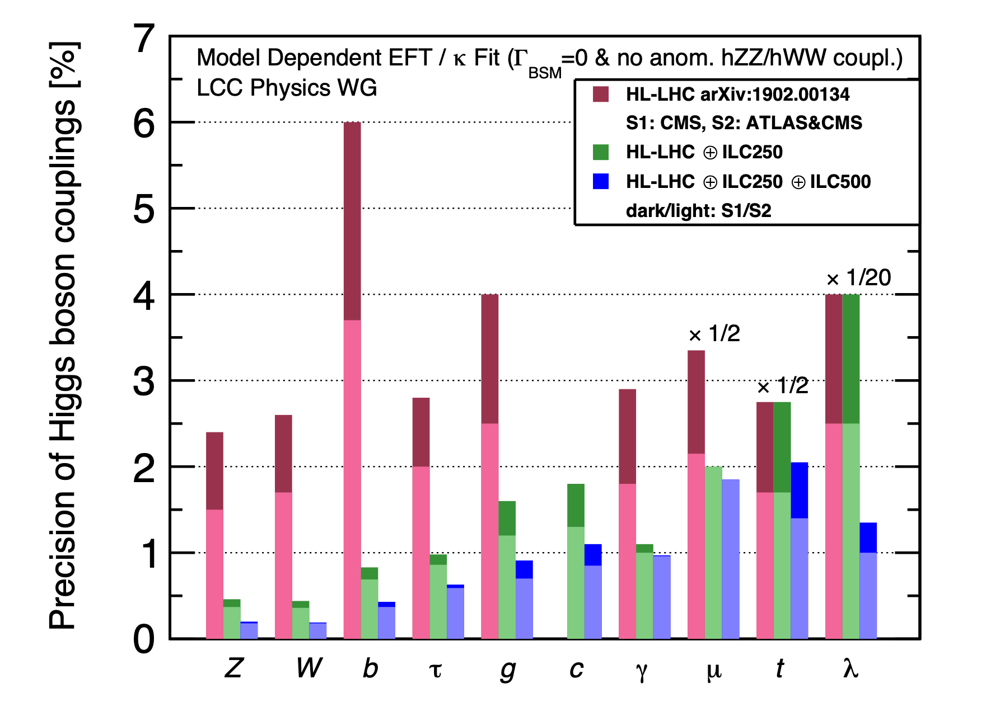 Precision of Higgs boson couplings [%]
7
6
5
4
3
2
1
0
Model Dependent EFT / κ Fit (Γ_BSM=0 & no anom. hZZ/hWW coupl.)
LCC Physics WG
HL-LHC arXiv:1902.00134
S1: CMS, S2: ATLAS&CMS
HL-LHC ⊕ ILC250
HL-LHC ⊕ ILC250 ⊕ ILC500
dark/light: S1/S2
× 1/20
× 1/2
× 1/2
Z W b τ g c γ μ t λ